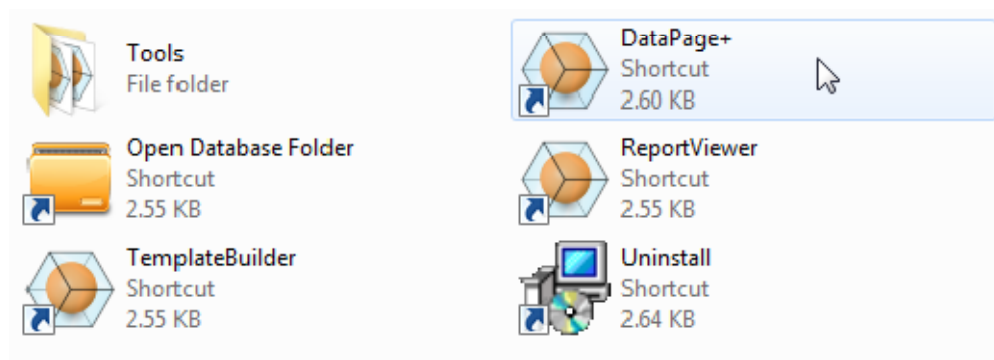 Tools
File folder
DataPage+
Shortcut
2.60 KB
Open Database Folder
Shortcut
2.55 KB
ReportViewer
Shortcut
2.55 KB
TemplateBuilder
Shortcut
2.55 KB
Uninstall
Shortcut
2.64 KB